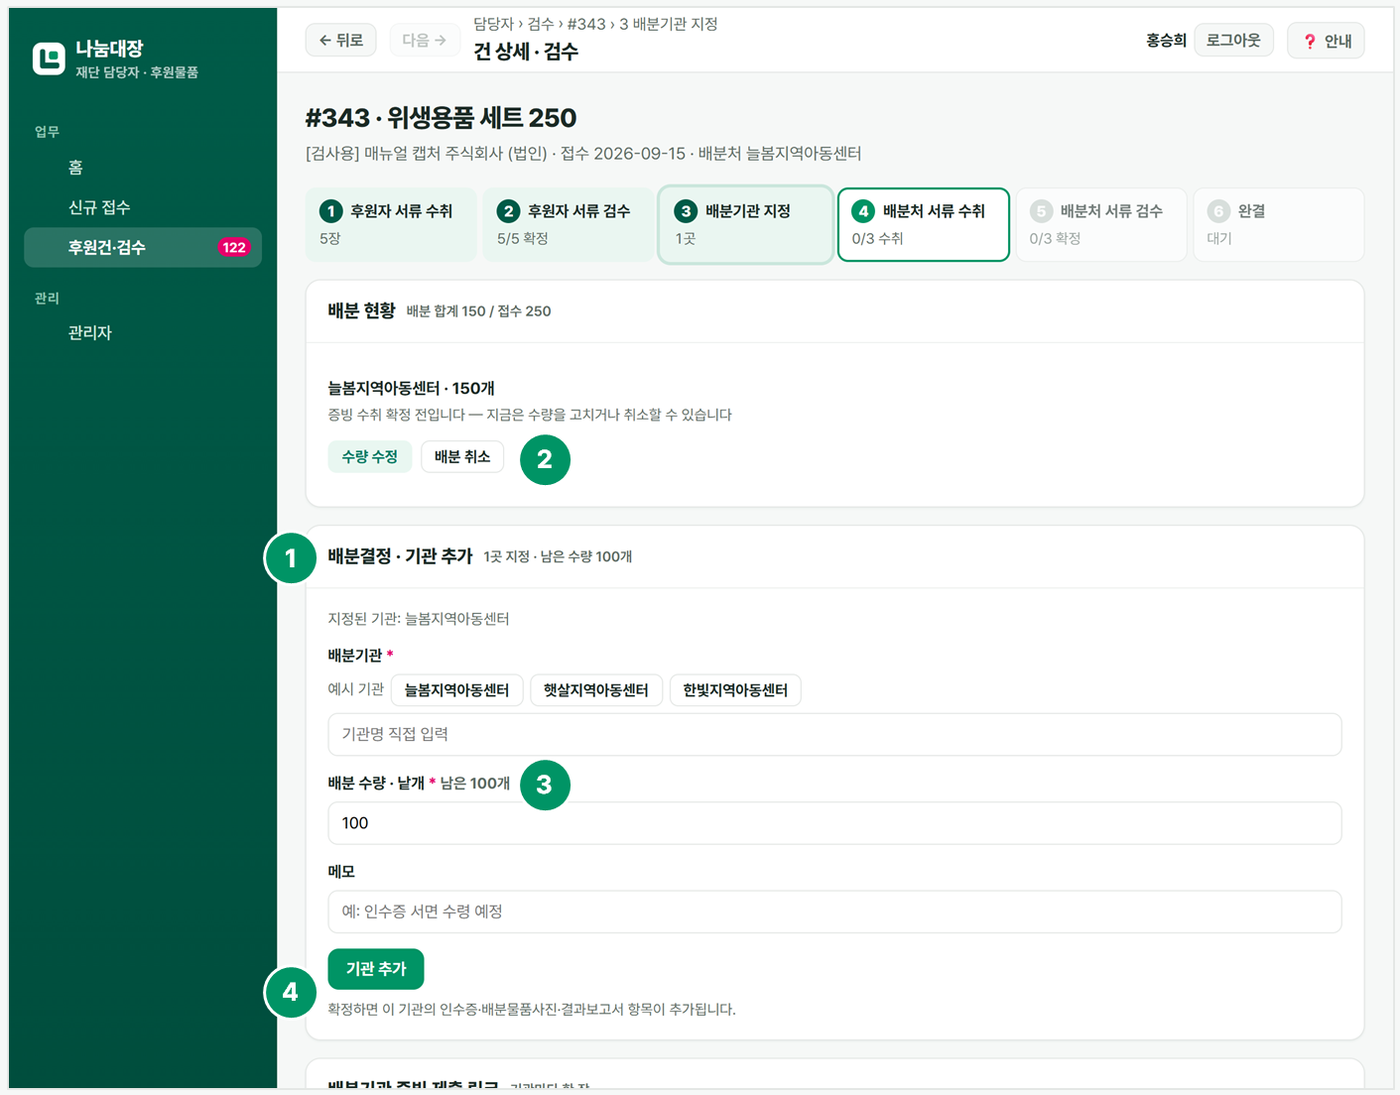 나눔대장
재단 담당자 · 후원물품
업무
홈
신규 접수
후원건·검수 122
관리
관리자
← 뒤로
다음 →
담당자 › 검수 › #343 › 3 배분기관 지정
건 상세 · 검수
홍승희
로그아웃
❓ 안내
#343 · 위생용품 세트 250
[검사용] 매뉴얼 캡처 주식회사 (법인) · 접수 2026-09-15 · 배분처 늘봄지역아동센터
1 후원자 서류 수취
5장
2 후원자 서류 검수
5/5 확정
3 배분기관 지정
1곳
4 배분처 서류 수취
0/3 수취
5 배분처 서류 검수
0/3 확정
6 완결
대기
배분 현황 배분 합계 150 / 접수 250
늘봄지역아동센터 · 150개
증빙 수취 확정 전입니다 — 지금은 수량을 고치거나 취소할 수 있습니다
수량 수정 배분 취소 2
1 배분결정 · 기관 추가 1곳 지정 · 남은 수량 100개
지정된 기관: 늘봄지역아동센터
배분기관 *
예시 기관 늘봄지역아동센터 햇살지역아동센터 한빛지역아동센터
기관명 직접 입력
배분 수량 · 낱개 * 남은 100개 3
100
메모
예: 인수증 서면 수령 예정
기관 추가
4
확정하면 이 기관의 인수증·배분물품사진·결과보고서 항목이 추가됩니다.
배분기관 증빙 제출 링크 기관마다 한 장